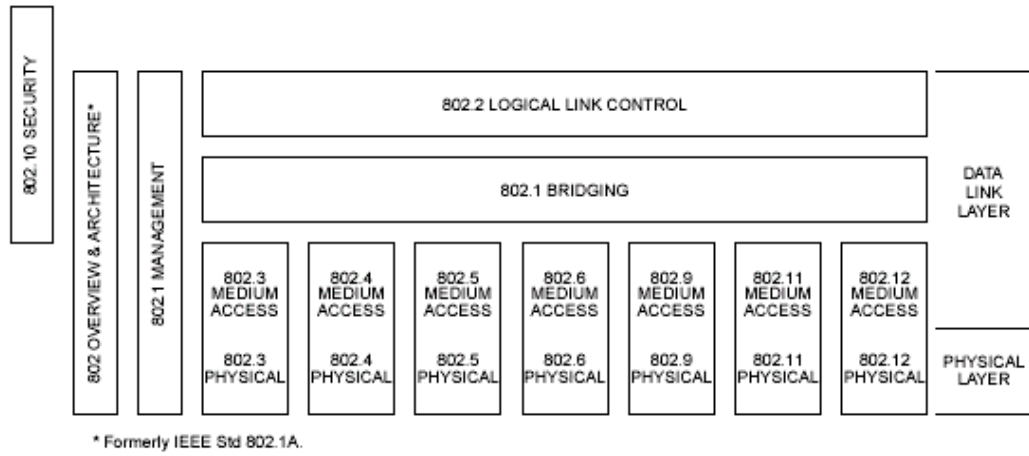 802.10 SECURITY
802 OVERVIEW & ARCHITECTURE*
802.1 MANAGEMENT
802.2 LOGICAL LINK CONTROL
802.1 BRIDGING
DATA
LINK
LAYER
802.3
MEDIUM
ACCESS
802.3
PHYSICAL
802.4
MEDIUM
ACCESS
802.4
PHYSICAL
802.5
MEDIUM
ACCESS
802.5
PHYSICAL
802.6
MEDIUM
ACCESS
802.6
PHYSICAL
802.9
MEDIUM
ACCESS
802.9
PHYSICAL
802.11
MEDIUM
ACCESS
802.11
PHYSICAL
802.12
MEDIUM
ACCESS
802.12
PHYSICAL
PHYSICAL
LAYER
* Formerly IEEE Std 802.1A.